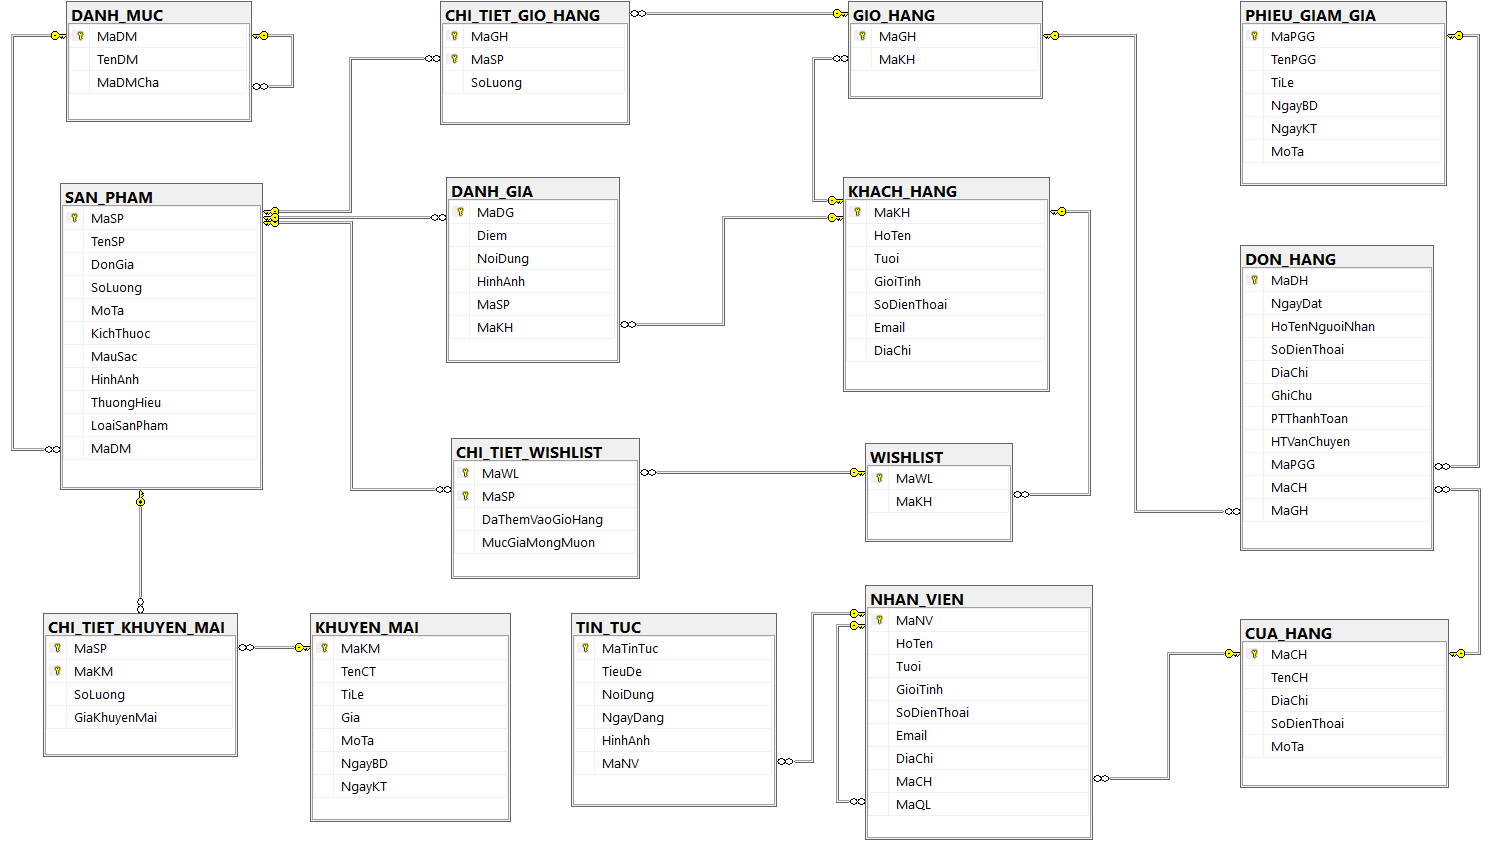 DANH_MUC
MaDM
TenDM
MaDMCha
CHI_TIET_GIO_HANG
MaGH
MaSP
SoLuong
GIO_HANG
MaGH
MaKH
PHIEU_GIAM_GIA
MaPGG
TenPGG
TiLe
NgayBD
NgayKT
MoTa
SAN_PHAM
MaSP
TenSP
DonGia
SoLuong
MoTa
KichThuoc
MauSac
HinhAnh
ThuongHieu
LoaiSanPham
MaDM
DANH_GIA
MaDG
Diem
NoiDung
HinhAnh
MaSP
MaKH
KHACH_HANG
MaKH
HoTen
Tuoi
GioiTinh
SoDienThoai
Email
DiaChi
DON_HANG
MaDH
NgayDat
HoTenNguoiNhan
SoDienThoai
DiaChi
GhiChu
PTThanhToan
HTVanChuyen
MaPGG
MaCH
MaGH
CHI_TIET_WISHLIST
MaWL
MaSP
DaThemVaoGioHang
MucGiaMongMuon
WISHLIST
MaWL
MaKH
CHI_TIET_KHUYEN_MAI
MaSP
MaKM
SoLuong
GiaKhuyenMai
KHUYEN_MAI
MaKM
TenCT
TiLe
Gia
MoTa
NgayBD
NgayKT
TIN_TUC
MaTinTuc
TieuDe
NoiDung
NgayDang
HinhAnh
MaNV
NHAN_VIEN
MaNV
HoTen
Tuoi
GioiTinh
SoDienThoai
Email
DiaChi
MaCH
MaQL
CUA_HANG
MaCH
TenCH
DiaChi
SoDienThoai
MoTa